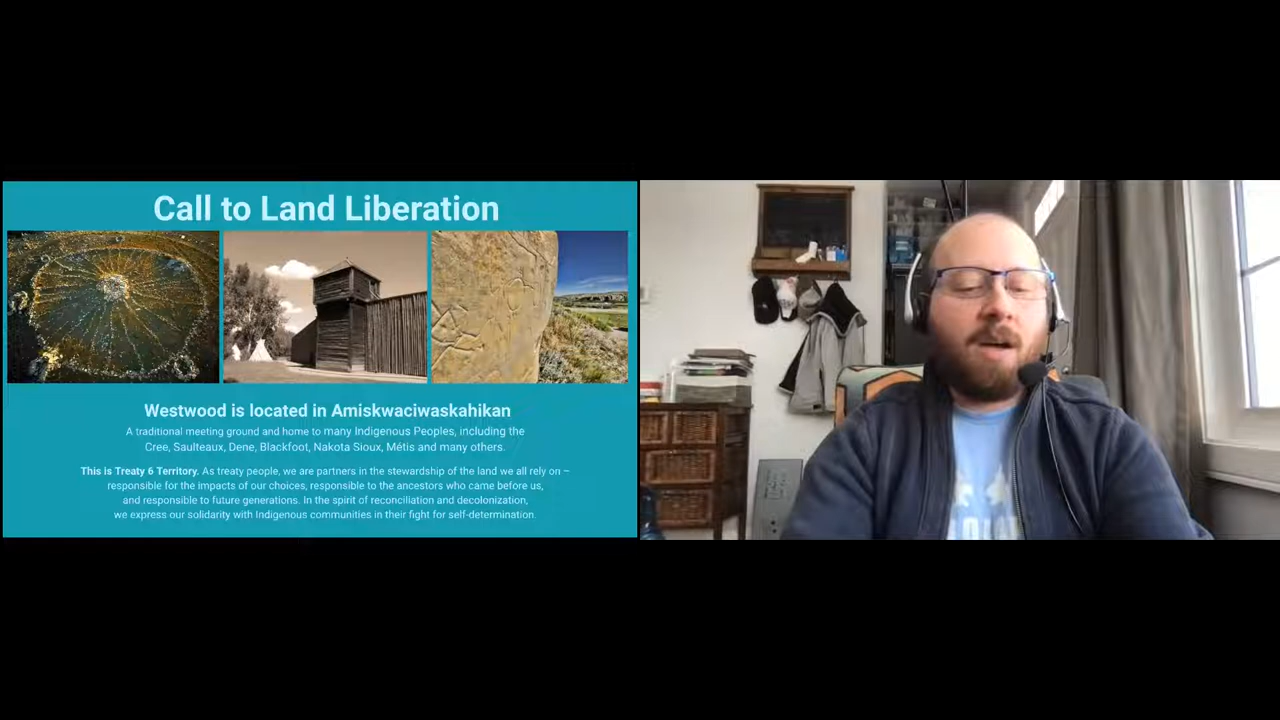 Call to Land Liberation
Westwood is located in Amiskwaciwaskahikan
A traditional meeting ground and home to many Indigenous Peoples, including the
Cree, Saulteaux, Dene, Blackfoot, Nakota Sioux, Métis and many others.
This is Treaty 6 Territory. As treaty people, we are partners in the stewardship of the land we all rely on –
responsible for the impacts of our choices, responsible to the ancestors who came before us,
and responsible to future generations. In the spirit of reconciliation and decolonization,
we express our solidarity with Indigenous communities in their fight for self-determination.